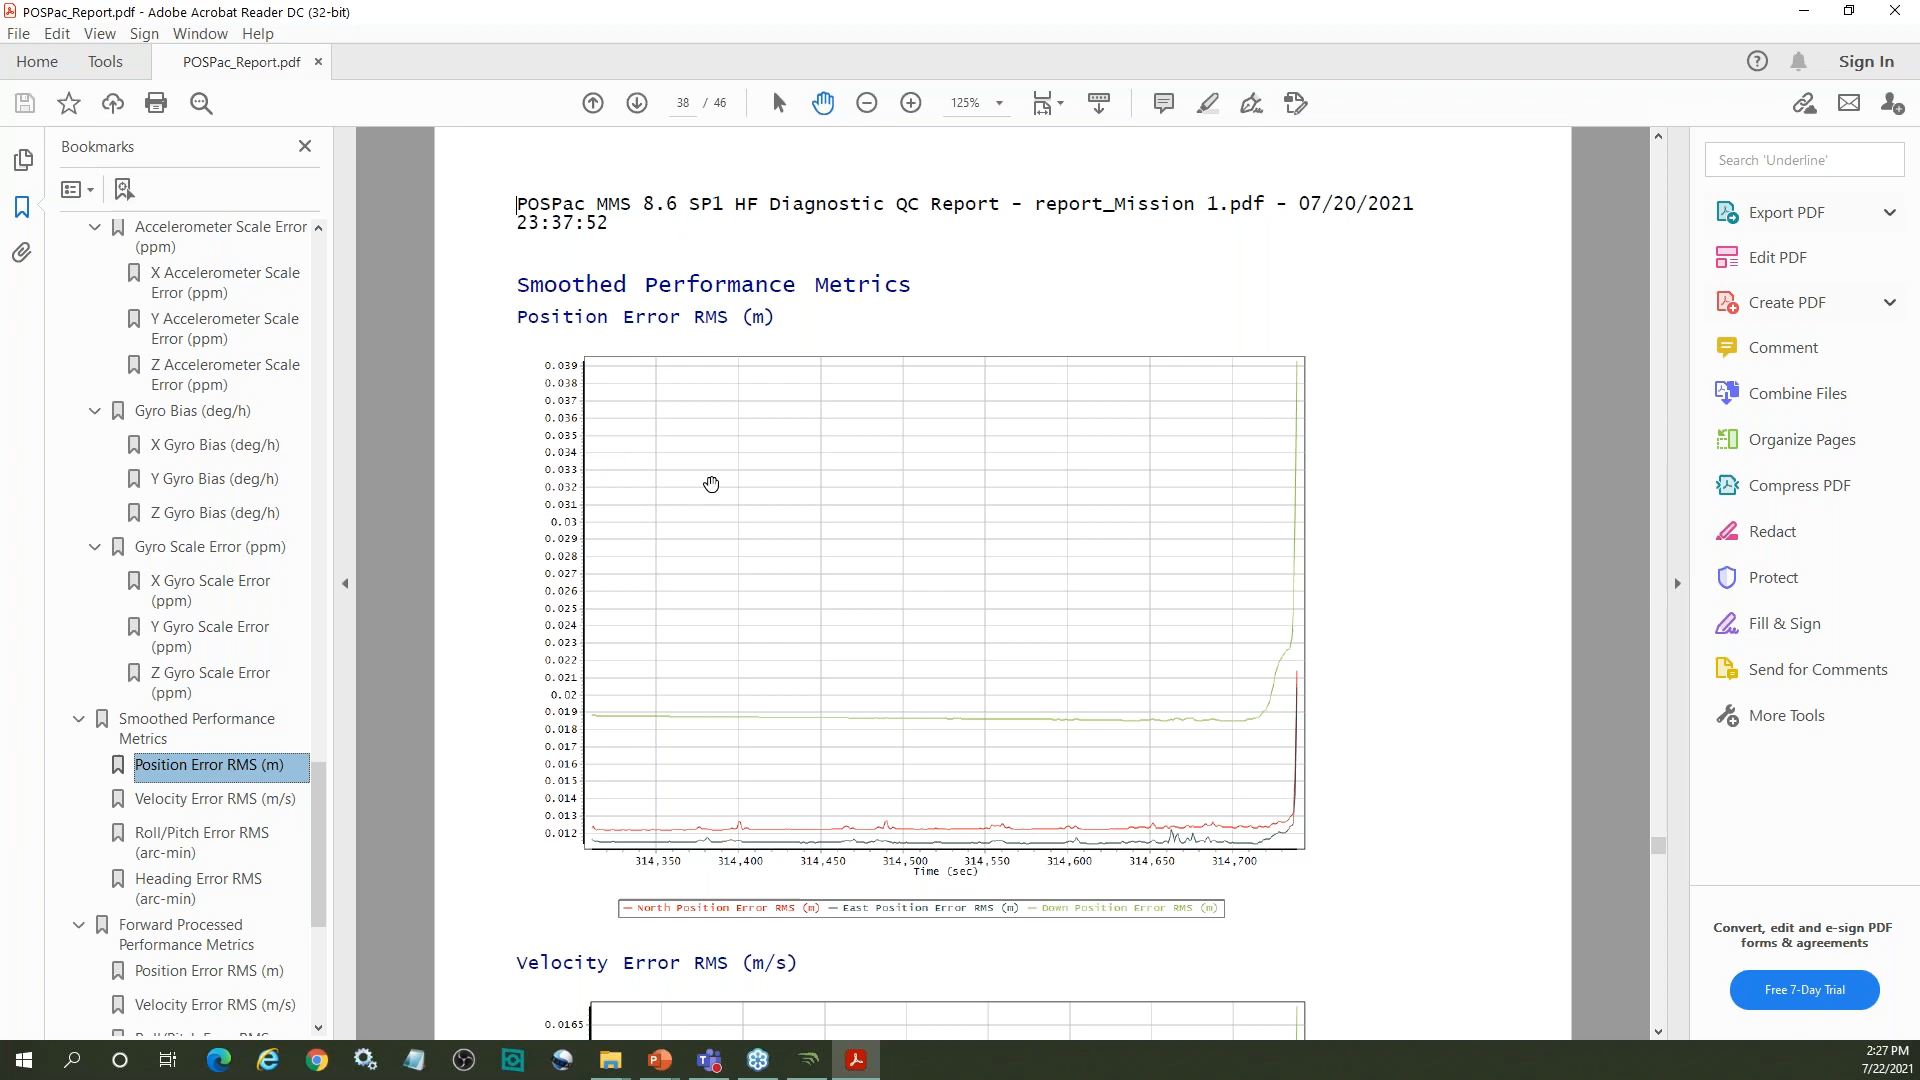 POSPac_Report.pdf - Adobe Acrobat Reader DC (32-bit)
File Edit View Sign Window Help
Home Tools POSPac_Report.pdf × Sign In
38 / 46 125%
Bookmarks
Accelerometer Scale Error
(ppm)
X Accelerometer Scale
Error (ppm)
Y Accelerometer Scale
Error (ppm)
Z Accelerometer Scale
Error (ppm)
Gyro Bias (deg/h)
X Gyro Bias (deg/h)
Y Gyro Bias (deg/h)
Z Gyro Bias (deg/h)
Gyro Scale Error (ppm)
X Gyro Scale Error
(ppm)
Y Gyro Scale Error
(ppm)
Z Gyro Scale Error
(ppm)
Smoothed Performance
Metrics
Position Error RMS (m)
Velocity Error RMS (m/s)
Roll/Pitch Error RMS
(arc-min)
Heading Error RMS
(arc-min)
Forward Processed
Performance Metrics
Position Error RMS (m)
Velocity Error RMS (m/s)
POSPac MMS 8.6 SP1 HF Diagnostic QC Report - report_Mission 1.pdf - 07/20/2021
23:37:52
Smoothed Performance Metrics
Position Error RMS (m)
0.039
0.038
0.037
0.036
0.035
0.034
0.033
0.032
0.031
0.03
0.029
0.028
0.027
0.026
0.025
0.024
0.023
0.022
0.021
0.02
0.019
0.018
0.017
0.016
0.015
0.014
0.013
0.012
314,350 314,400 314,450 314,500 314,550 314,600 314,650 314,700
Time (sec)
North Position Error RMS (m) East Position Error RMS (m) Down Position Error RMS (m)
Velocity Error RMS (m/s)
0.0165
Search 'Underline'
Export PDF
Edit PDF
Create PDF
Comment
Combine Files
Organize Pages
Compress PDF
Redact
Protect
Fill & Sign
Send for Comments
More Tools
Convert, edit and e-sign PDF
forms & agreements
Free 7-Day Trial
2:27 PM
7/22/2021